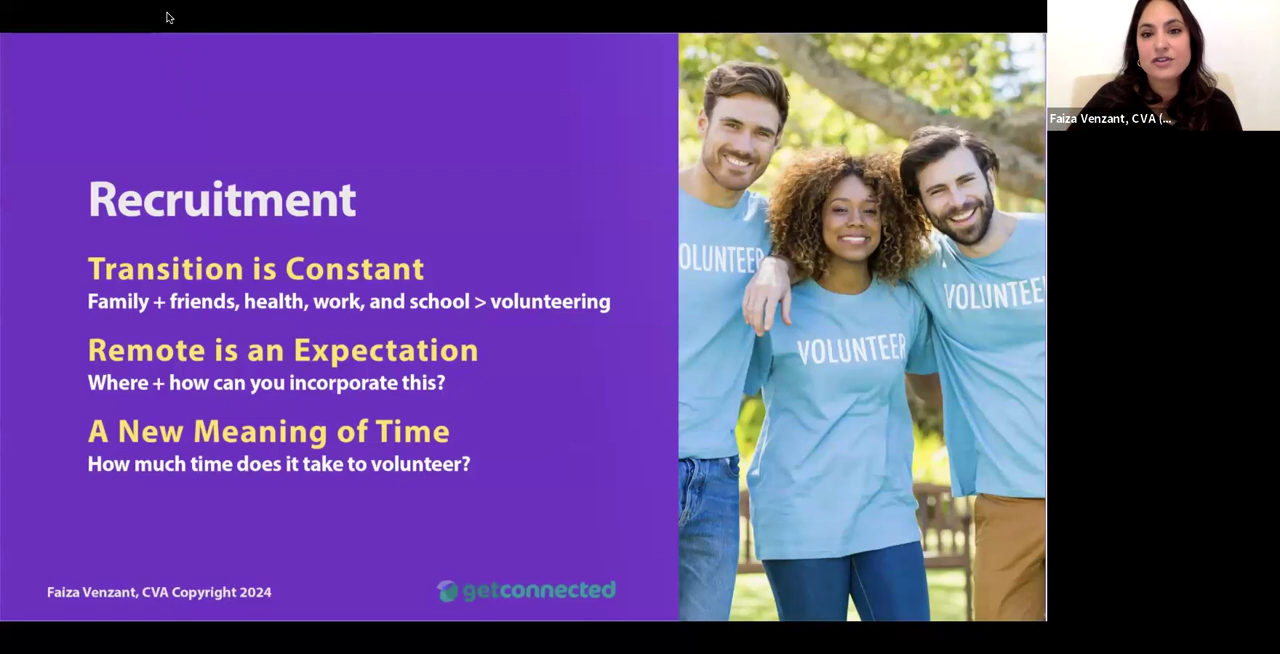 Recruitment
Transition is Constant
Family + friends, health, work, and school > volunteering
Remote is an Expectation
Where + how can you incorporate this?
A New Meaning of Time
How much time does it take to volunteer?
Faiza Venzant, CVA Copyright 2024
getconnected
OLUNTEER
VOLUNTEER
VOLUNTEE
Faiza Venzant, CVA (...